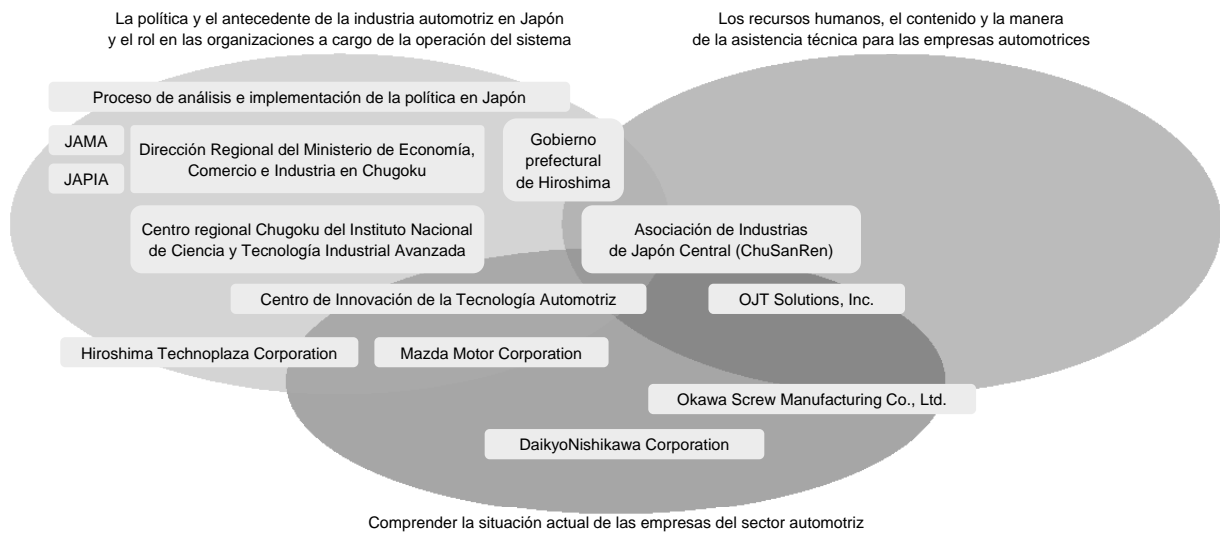 La política y el antecedente de la industria automotriz en Japón
y el rol en las organizaciones a cargo de la operación del sistema
Los recursos humanos, el contenido y la manera
de la asistencia técnica para las empresas automotrices
Proceso de análisis e implementación de la política en Japón
JAMA
JAPIA
Dirección Regional del Ministerio de Economía,
Comercio e Industria en Chugoku
Gobierno
prefectural
de Hiroshima
Centro regional Chugoku del Instituto Nacional
de Ciencia y Tecnología Industrial Avanzada
Asociación de Industrias
de Japón Central (ChuSanRen)
Centro de Innovación de la Tecnología Automotriz
OJT Solutions, Inc.
Hiroshima Technoplaza Corporation
Mazda Motor Corporation
Okawa Screw Manufacturing Co., Ltd.
DaikyoNishikawa Corporation
Comprender la situación actual de las empresas del sector automotriz